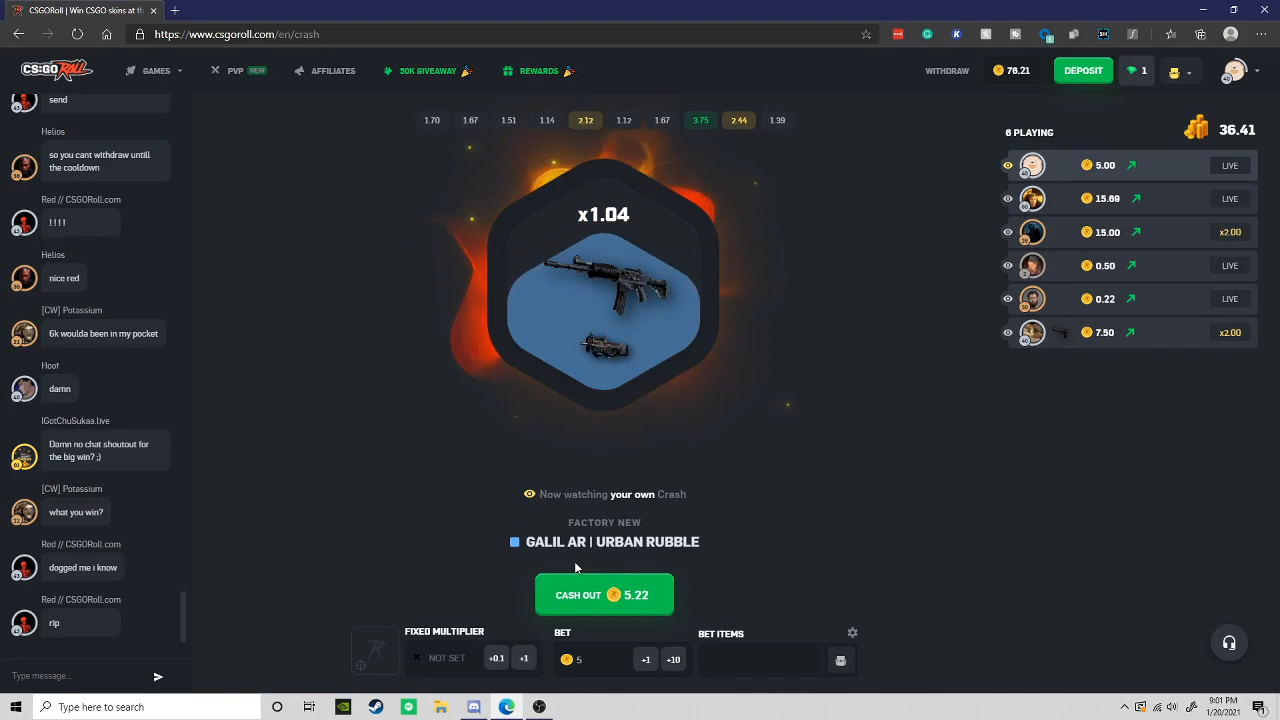 CSGORoll | Win CSGO skins at th
https://www.csgoroll.com/en/crash
CS:GO ROLL
GAMES
PVP NEW
AFFILIATES
50K GIVEAWAY
REWARDS
WITHDRAW
76.21
DEPOSIT
1
send
Helios
so you cant withdraw untill
the cooldown
Red // CSGORoll.com
! ! ! !
Helios
nice red
[CW] Potassium
6k woulda been in my pocket
Hoot
damn
IGotChuSukaa.live
Damn no chat shoutout for
the big win? ;)
[CW] Potassium
what you win?
Red // CSGORoll.com
dogged me i know
Red // CSGORoll.com
rip
Type message...
1.70 1.67 1.51 1.14 2.12 1.12 1.67 3.75 2.44 1.39
x1.04
Now watching your own Crash
FACTORY NEW
GALIL AR | URBAN RUBBLE
CASH OUT 5.22
FIXED MULTIPLIER
NOT SET +0.1 +1
BET
5 +1 +10
BET ITEMS
6 PLAYING
36.41
5.00 LIVE
15.69 LIVE
15.00 x2.00
0.50 LIVE
0.22 LIVE
7.50 x2.00
Type here to search
9:01 PM
1/20/2021